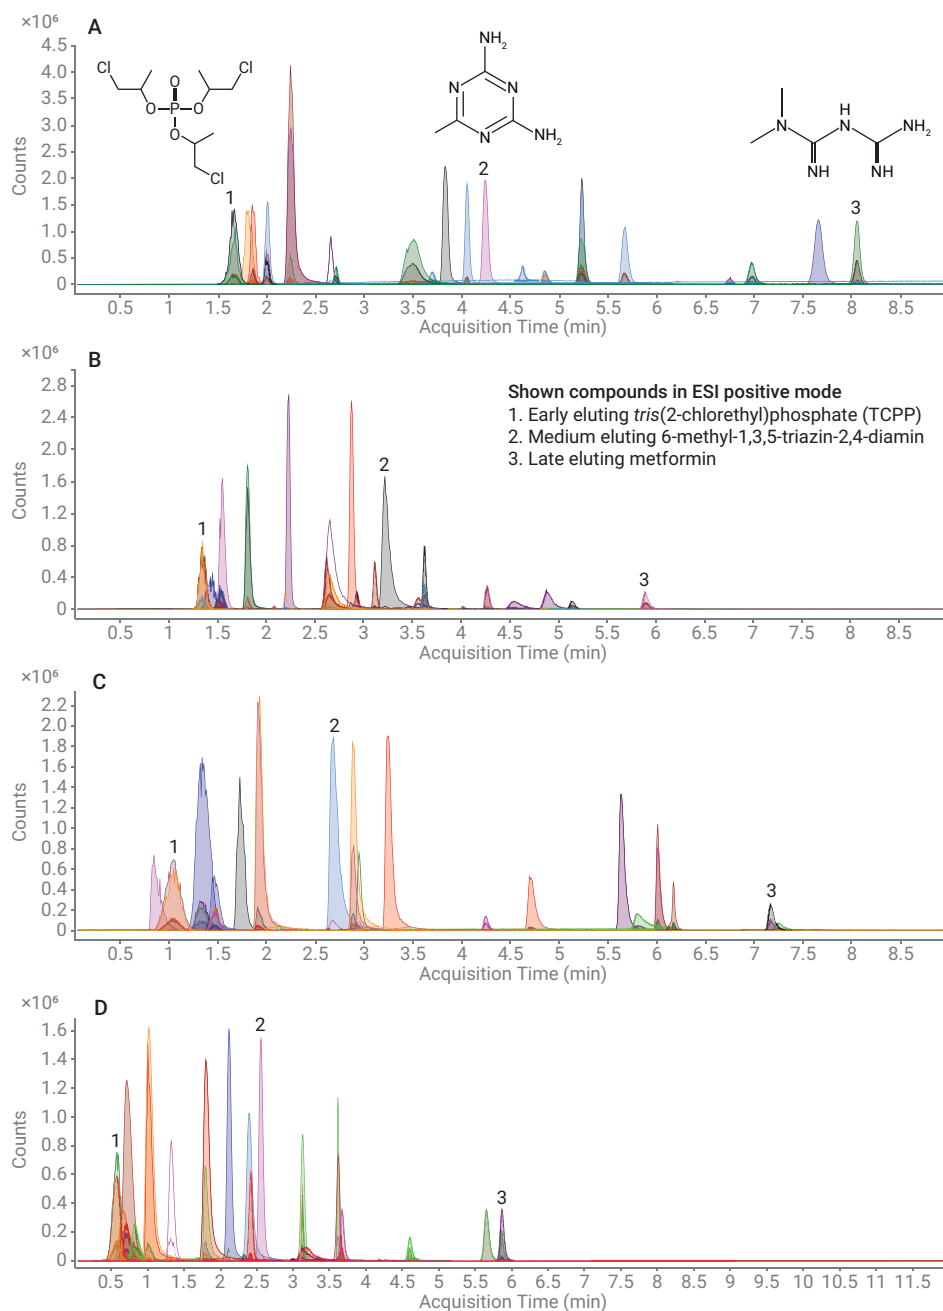 ×10⁶
A
4.5
4.0
3.5
3.0
2.5
2.0
1.5
1.0
0.5
0
Counts
Cl
Cl
O
O
P
O
O
Cl
1
NH₂
N
N
N
NH₂
2
N
H
N
NH₂
NH
NH
3
0.5 1 1.5 2 2.5 3 3.5 4 4.5 5 5.5 6 6.5 7 7.5 8 8.5
Acquisition Time (min)
×10⁶
B
2.8
2.4
2.0
1.6
1.2
0.8
0.4
0
Counts
Shown compounds in ESI positive mode
1. Early eluting tris(2-chlorethyl)phosphate (TCPP)
2. Medium eluting 6-methyl-1,3,5-triazin-2,4-diamin
3. Late eluting metformin
1
2
3
0.5 1 1.5 2 2.5 3 3.5 4 4.5 5 5.5 6 6.5 7 7.5 8 8.5
Acquisition Time (min)
×10⁶
C
2.2
2.0
1.8
1.6
1.4
1.2
1.0
0.8
0.6
0.4
0.2
0
Counts
1
2
3
0.5 1 1.5 2 2.5 3 3.5 4 4.5 5 5.5 6 6.5 7 7.5 8 8.5
Acquisition Time (min)
×10⁶
D
1.6
1.4
1.2
1.0
0.8
0.6
0.4
0.2
0
Counts
1
2
3
0.5 1 1.5 2 2.5 3 3.5 4 4.5 5 5.5 6 6.5 7 7.5 8 8.5 9 9.5 10 10.5 11 11.5
Acquisition Time (min)